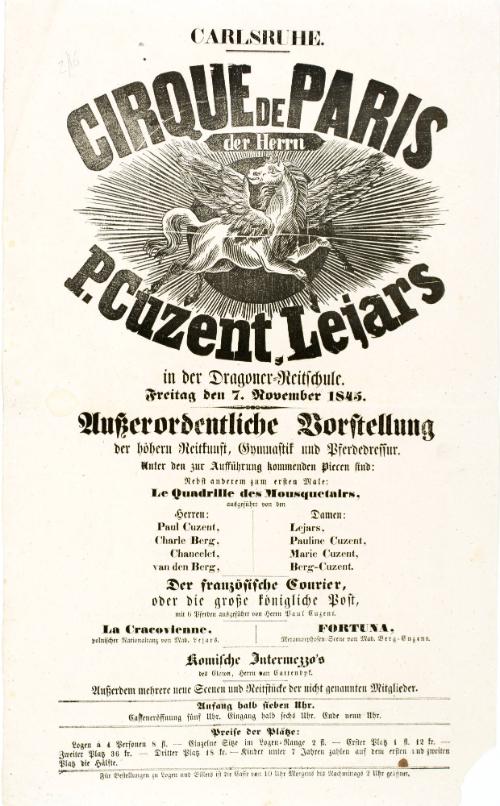 CARLSRUHE.
CIRQUE DE PARIS
der Herrn
P. Cuzent, Lejars
in der Dragoner-Reitschule.
Freitag den 7. November 1845.
Außerordentliche Vorstellung
der höhern Reitkunst, Gymnastik und Pferdedressur.
Unter den zur Aufführung kommenden Piecen sind:
Nebst anderem zum ersten Male:
Le Quadrille des Mousquetairs,
ausgeführt von den
Herren: Damen:
Paul Cuzent, Lejars,
Charle Berg, Pauline Cuzent,
Chancelet, Marie Cuzent,
van den Berg, Berg-Cuzent.
Der französische Courier,
oder die große königliche Post,
mit 6 Pferden ausgeführt von Herrn Paul Cuzent.
La Cracovienne, FORTUNA,
polnischer Nationaltanz von Mad. Lejars. Metamorphosen-Scene von Mad. Berg-Cuzent.
Komische Intermezzo's
des Clown, Herrn van Cattendyk.
Außerdem mehrere neue Scenen und Reitstücke der nicht genannten Mitglieder.
Anfang halb sieben Uhr.
Casseneröffnung fünf Uhr. Eingang halb sechs Uhr. Ende neun Uhr.
Preise der Plätze:
Logen à 4 Personen 8 fl. — Einzelne Sitze im Logen-Range 2 fl. — Erster Platz 1 fl. 12 kr. —
Zweiter Platz 36 kr. — Dritter Platz 18 kr. — Kinder unter 7 Jahren zahlen auf dem ersten und zweiten
Platz die Hälfte.
Für Bestellungen zu Logen und Billets ist die Casse von 10 Uhr Morgens bis Nachmittags 2 Uhr geöffnet.